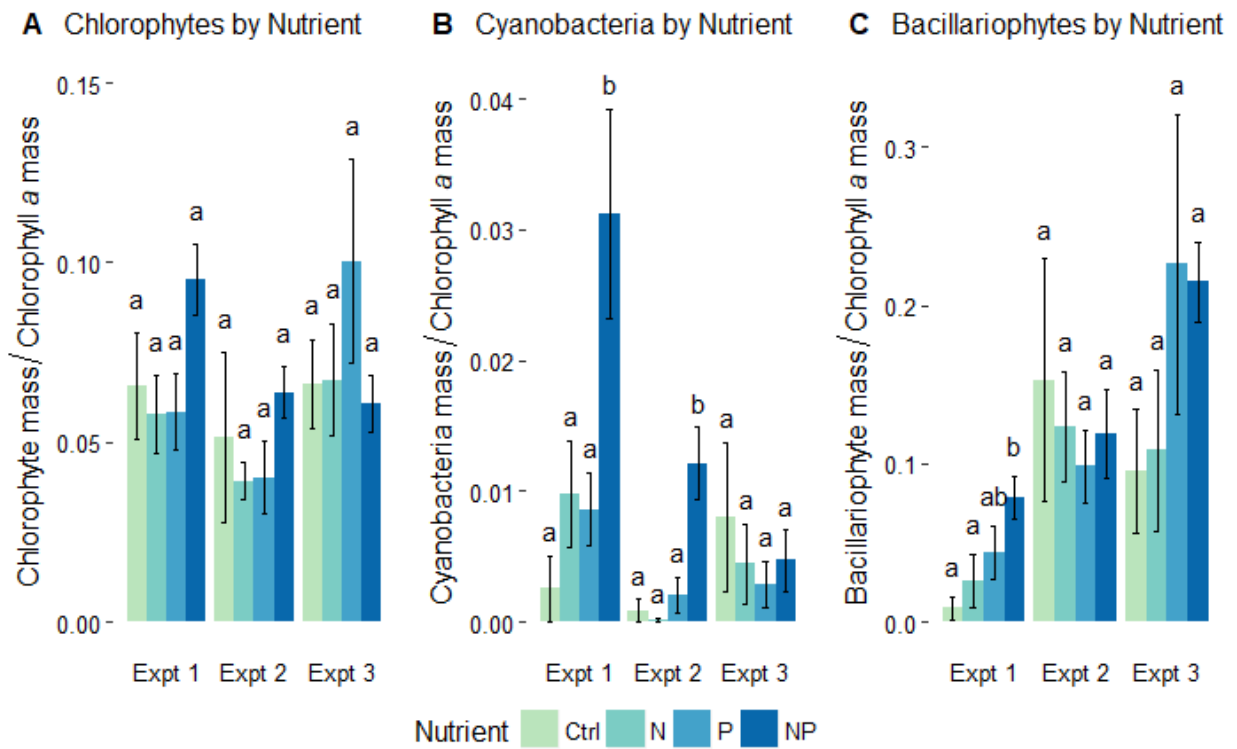 A Chlorophytes by Nutrient
Chlorophyte mass/ Chlorophyll a mass
0.15
0.10
0.05
0.00
a a a a
a a a a
a a a a
Expt 1 Expt 2 Expt 3
B Cyanobacteria by Nutrient
Cyanobacteria mass/ Chlorophyll a mass
0.04
0.03
0.02
0.01
0.00
a a a b
a a a b
a a a a
Expt 1 Expt 2 Expt 3
C Bacillariophytes by Nutrient
Bacillariophyte mass/ Chlorophyll a mass
0.3
0.2
0.1
0.0
a a ab b
a a a a
a a a a
Expt 1 Expt 2 Expt 3
Nutrient Ctrl N P NP